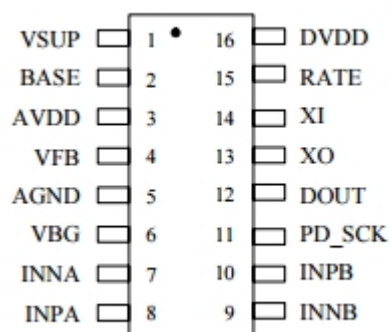 VSUP 1 16 DVDD
BASE 2 15 RATE
AVDD 3 14 XI
VFB 4 13 XO
AGND 5 12 DOUT
VBG 6 11 PD_SCK
INNA 7 10 INPB
INPA 8 9 INNB